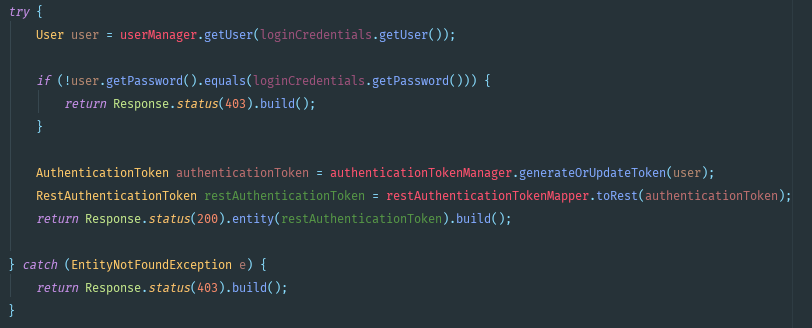 try {
User user = userManager.getUser(loginCredentials.getUser());
if (!user.getPassword().equals(loginCredentials.getPassword())) {
return Response.status(403).build();
}
AuthenticationToken authenticationToken = authenticationTokenManager.generateOrUpdateToken(user);
RestAuthenticationToken restAuthenticationToken = restAuthenticationTokenMapper.toRest(authenticationToken);
return Response.status(200).entity(restAuthenticationToken).build();
} catch (EntityNotFoundException e) {
return Response.status(403).build();
}